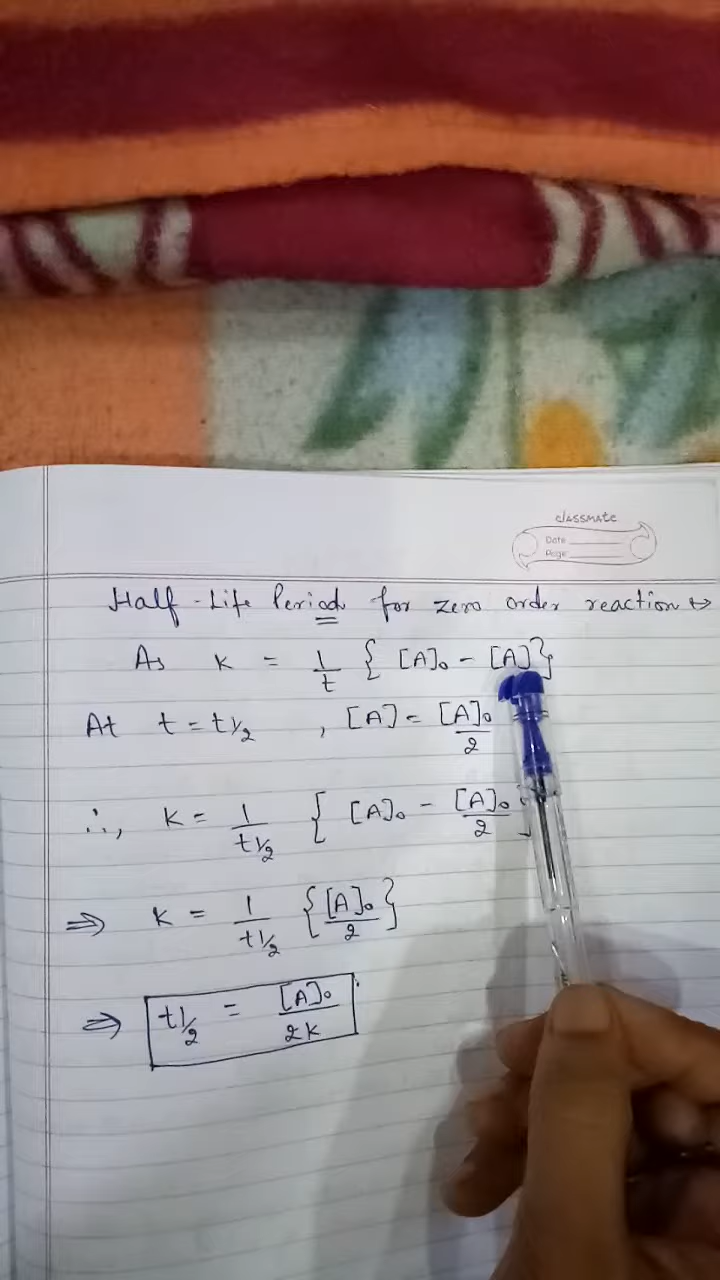 classmate
Date
Page
Half-Life Period for zero order reaction ↔
As K = 1/t { [A]₀ - [A] }
At t = t1/2 , [A] = [A]₀/2
∴, K = 1/t1/2 { [A]₀ - [A]₀/2 }
⇒ K = 1/t1/2 { [A]₀/2 }
⇒ t1/2 = [A]₀/2K